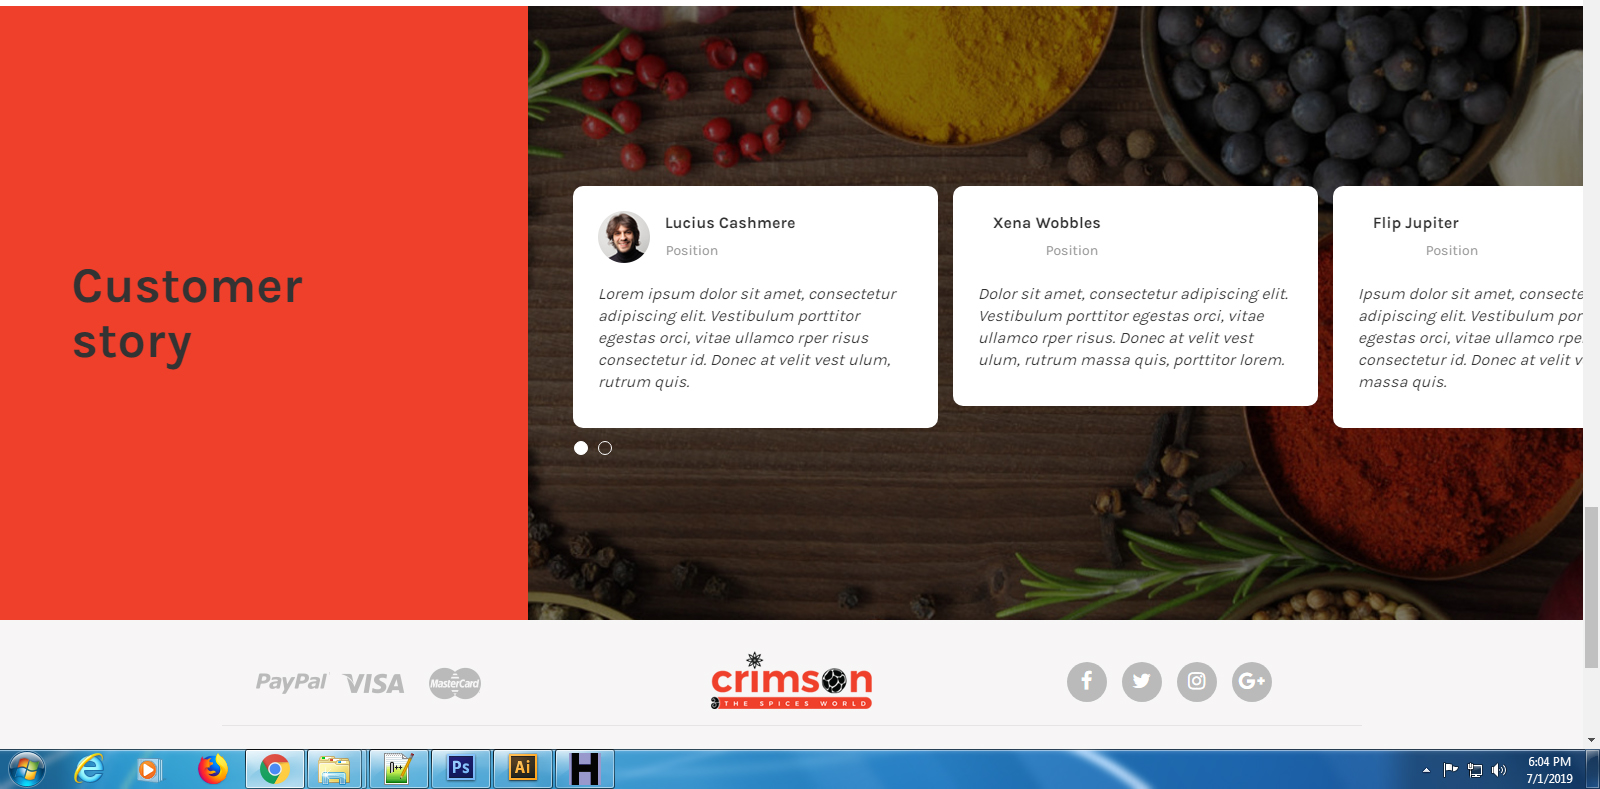 Customer
story
Lucius Cashmere
Position
Lorem ipsum dolor sit amet, consectetur
adipiscing elit. Vestibulum porttitor
egestas orci, vitae ullamco rper risus
consectetur id. Donec at velit vest ulum,
rutrum quis.
Xena Wobbles
Position
Dolor sit amet, consectetur adipiscing elit.
Vestibulum porttitor egestas orci, vitae
ullamco rper risus. Donec at velit vest
ulum, rutrum massa quis, porttitor lorem.
Flip Jupiter
Position
Ipsum dolor sit amet, consecte
adipiscing elit. Vestibulum por
egestas orci, vitae ullamco rpe
consectetur id. Donec at velit v
massa quis.
PayPal VISA MasterCard
crimson
THE SPICES WORLD
f G+
Ps Ai H
6:04 PM
7/1/2019